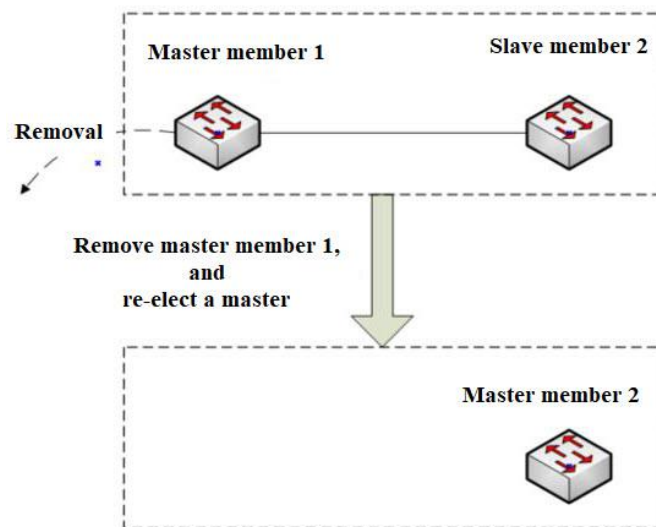 Master member 1
Slave member 2
Removal
Remove master member 1,
and
re-elect a master
Master member 2